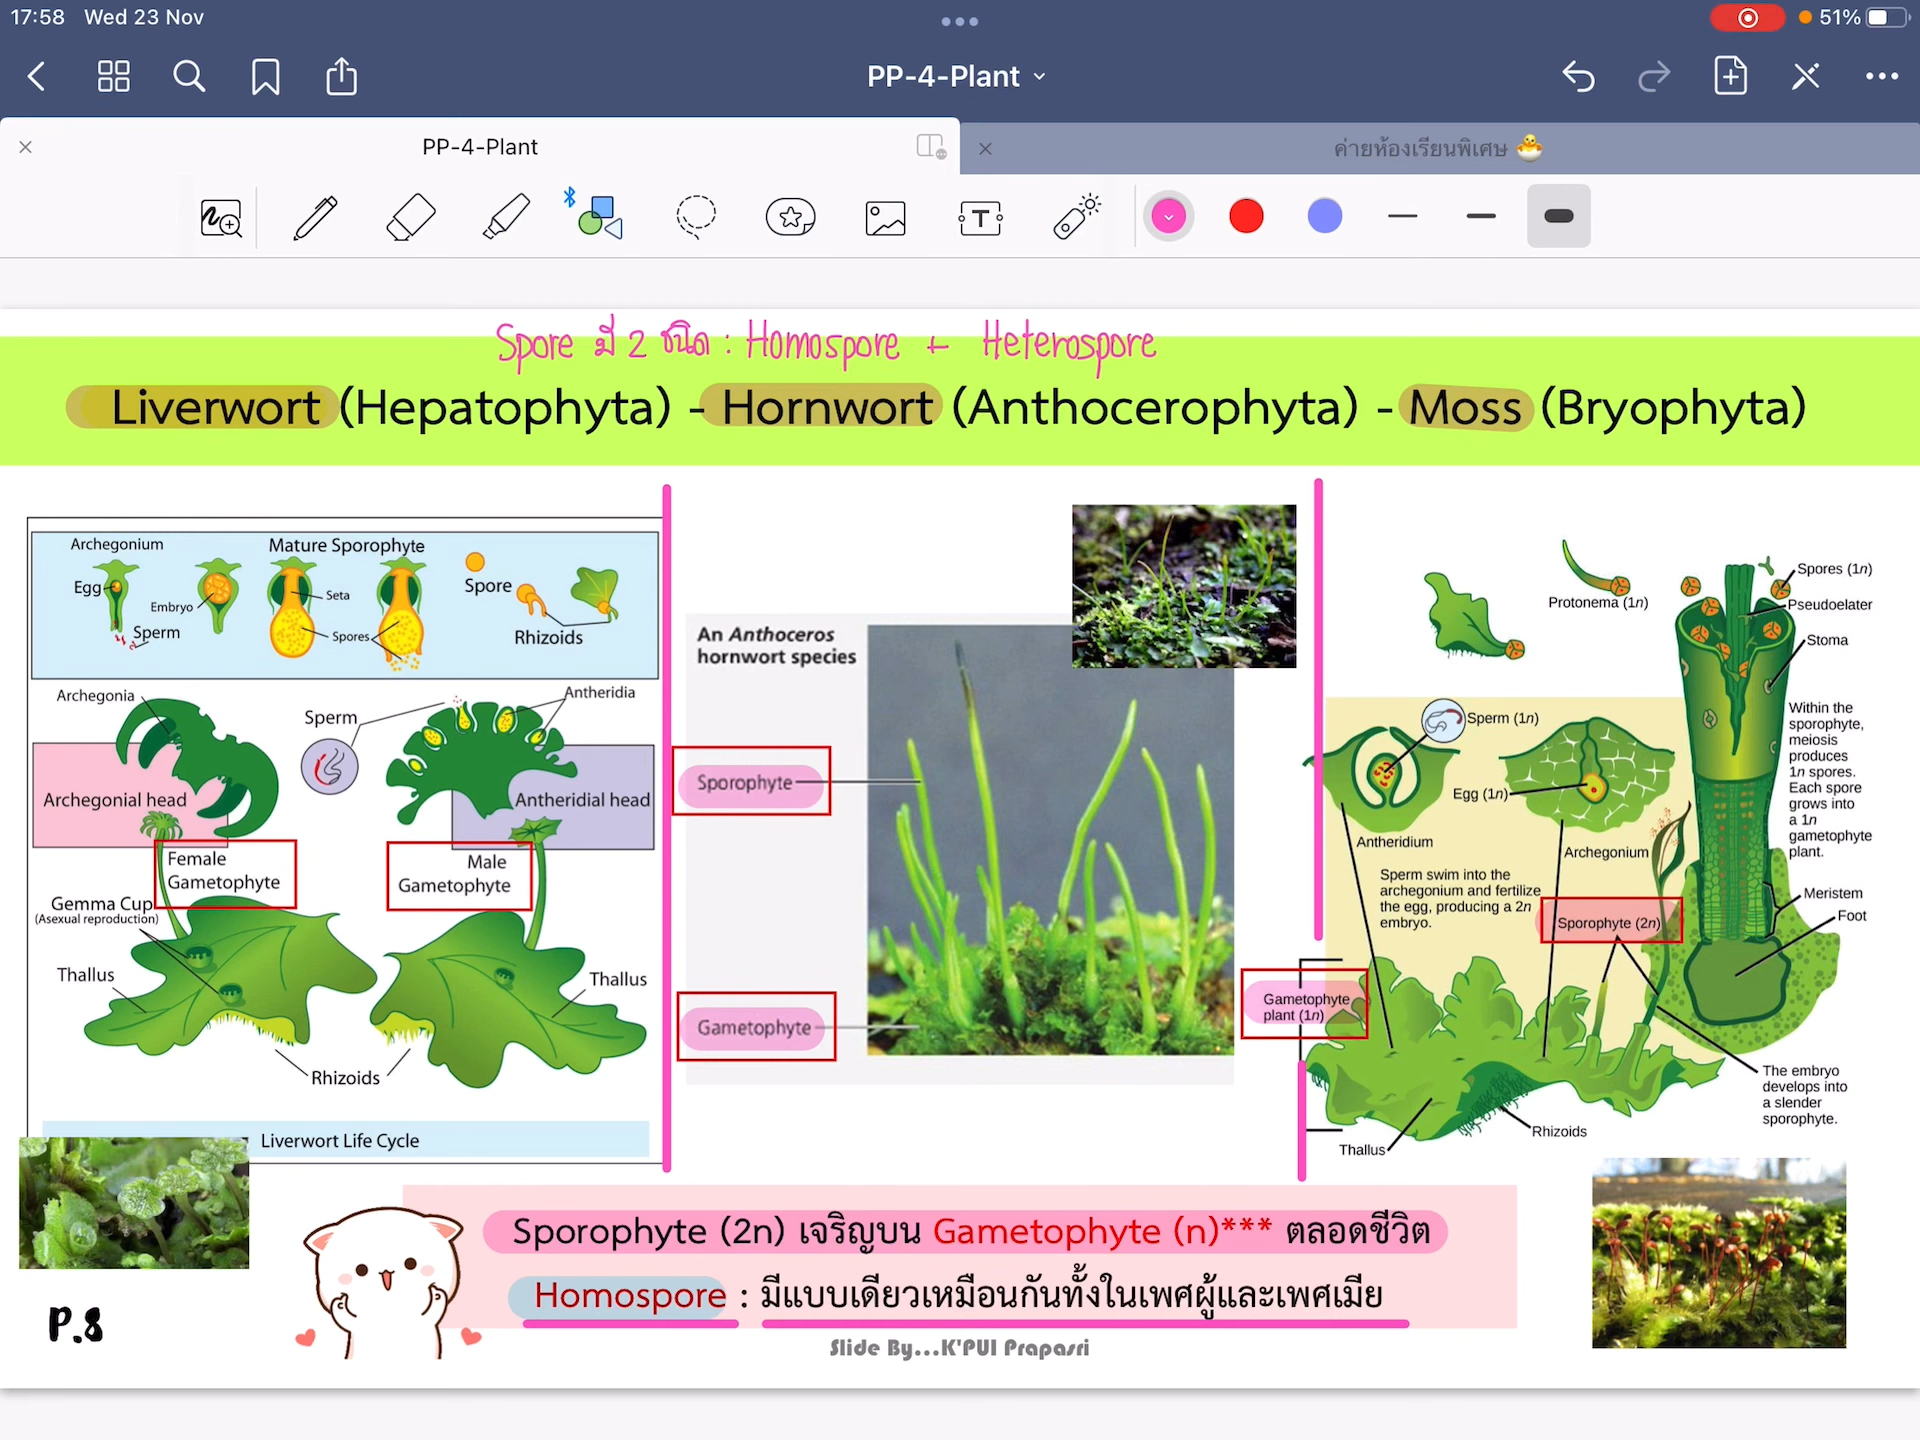 17:58 Wed 23 Nov
51%
PP-4-Plant
PP-4-Plant
ค่ายห้องเรียนพิเศษ 🐣
Spore มี 2 ชนิด : Homospore + Heterospore
Liverwort (Hepatophyta) - Hornwort (Anthocerophyta) - Moss (Bryophyta)
Archegonium
Mature Sporophyte
Egg
Embryo
Sperm
Seta
Spores
Spore
Rhizoids
Archegonia
Sperm
Antheridia
Archegonial head
Antheridial head
Female
Gametophyte
Male
Gametophyte
Gemma Cup
(Asexual reproduction)
Thallus
Thallus
Rhizoids
Liverwort Life Cycle
An Anthoceros
hornwort species
Sporophyte
Gametophyte
Protonema (1n)
Spores (1n)
Pseudoelater
Stoma
Sperm (1n)
Egg (1n)
Antheridium
Archegonium
Within the
sporophyte,
meiosis
produces
1n spores.
Each spore
grows into
a 1n
gametophyte
plant.
Sperm swim into the
archegonium and fertilize
the egg, producing a 2n
embryo.
Sporophyte (2n)
Meristem
Foot
Gametophyte
plant (1n)
The embryo
develops into
a slender
sporophyte.
Rhizoids
Thallus
Sporophyte (2n) เจริญบน Gametophyte (n)*** ตลอดชีวิต
Homospore : มีแบบเดียวเหมือนกันทั้งในเพศผู้และเพศเมีย
P.8
Slide By...K'PUI Prapasri